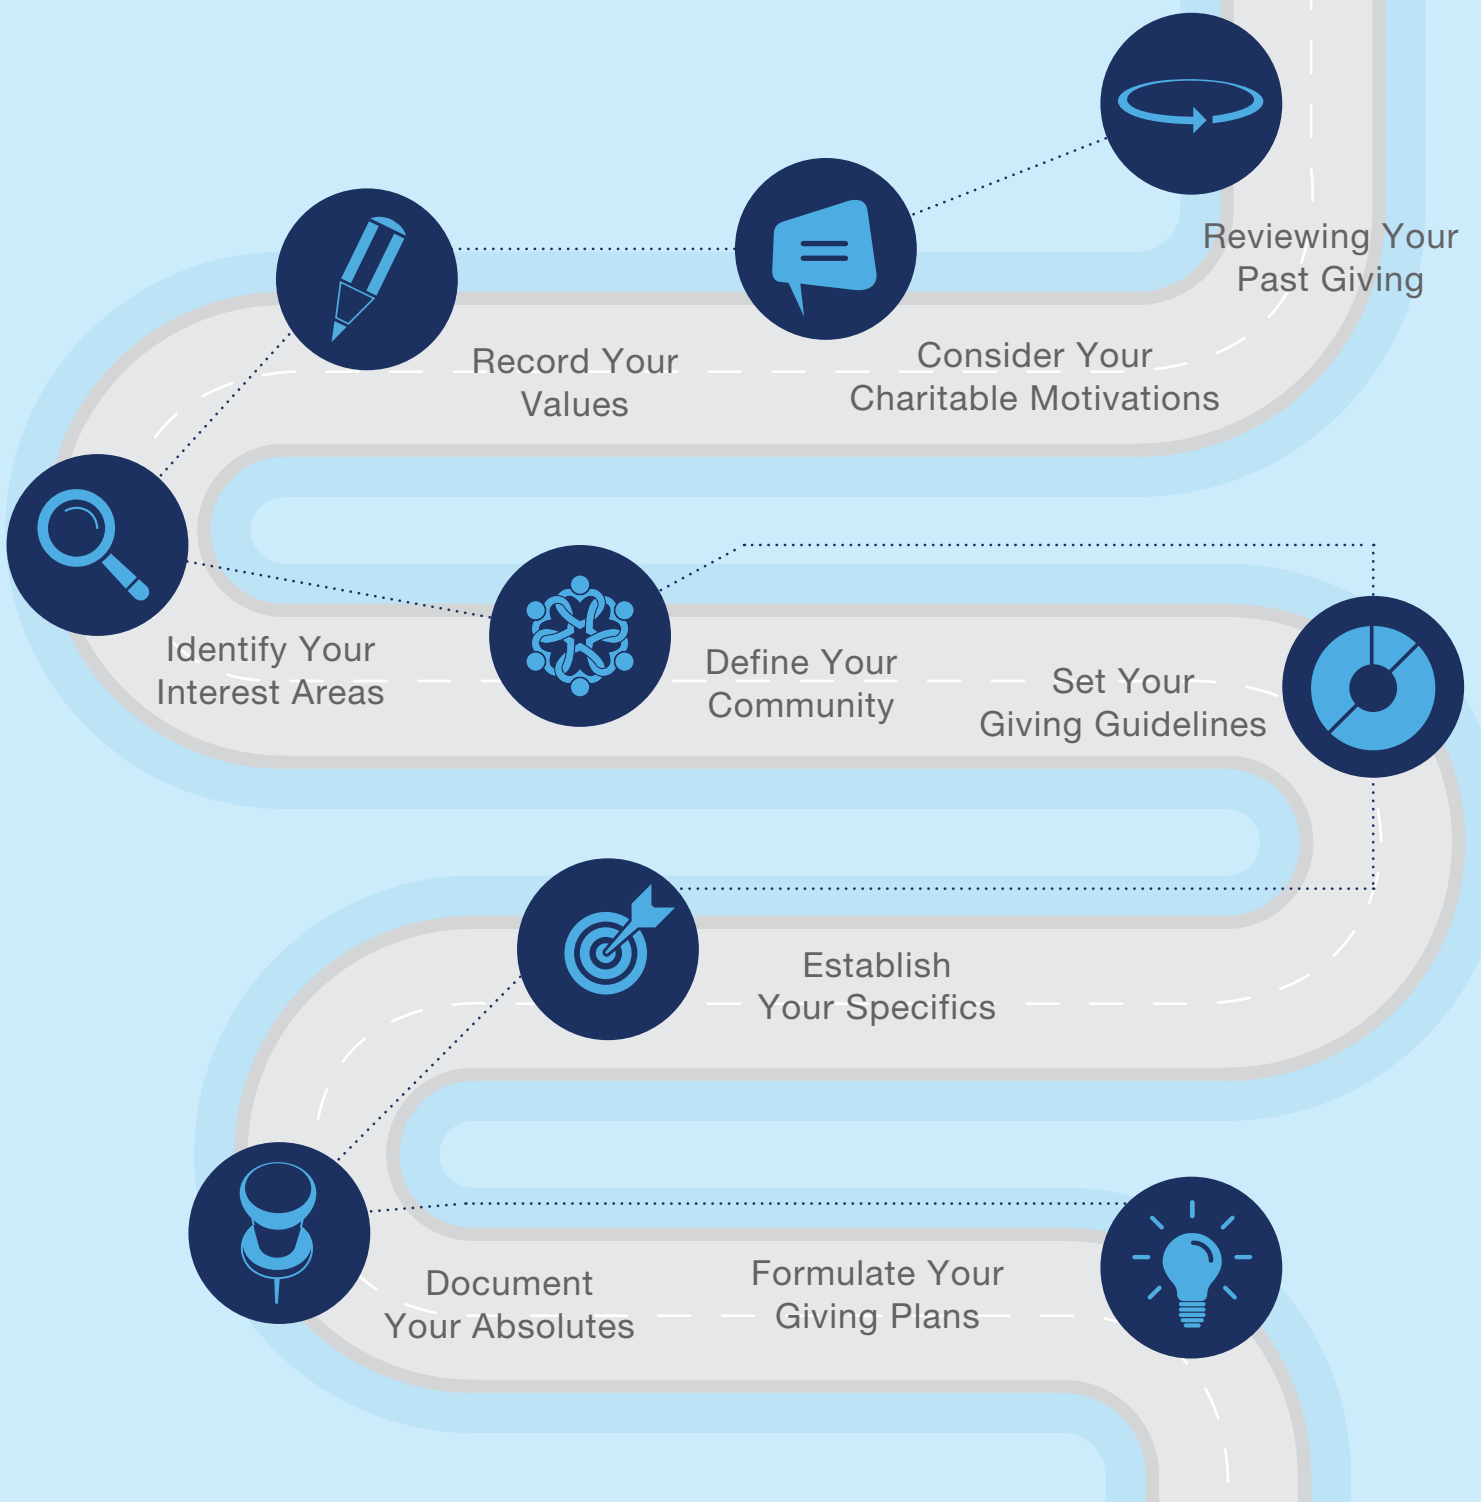 Reviewing Your
Past Giving
Consider Your
Charitable Motivations
Record Your
Values
Identify Your
Interest Areas
Define Your
Community
Set Your
Giving Guidelines
Establish
Your Specifics
Document
Your Absolutes
Formulate Your
Giving Plans